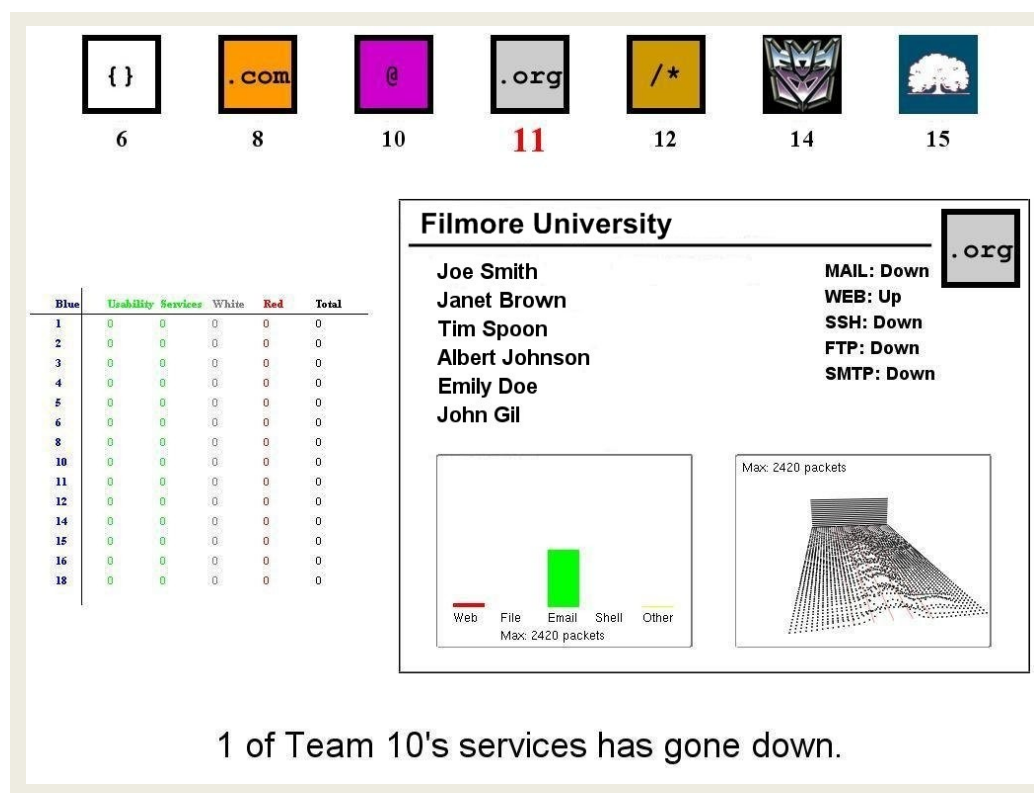 { }
.com
@
.org
/*
6 8 10 11 12 14 15
Filmore University
.org
Joe Smith
Janet Brown
Tim Spoon
Albert Johnson
Emily Doe
John Gil
MAIL: Down
WEB: Up
SSH: Down
FTP: Down
SMTP: Down
Blue Usability Services White Red Total
1 0 0 0 0 0
2 0 0 0 0 0
3 0 0 0 0 0
4 0 0 0 0 0
5 0 0 0 0 0
6 0 0 0 0 0
8 0 0 0 0 0
10 0 0 0 0 0
11 0 0 0 0 0
12 0 0 0 0 0
14 0 0 0 0 0
15 0 0 0 0 0
16 0 0 0 0 0
18 0 0 0 0 0
Web File Email Shell Other
Max: 2420 packets
Max: 2420 packets
1 of Team 10's services has gone down.